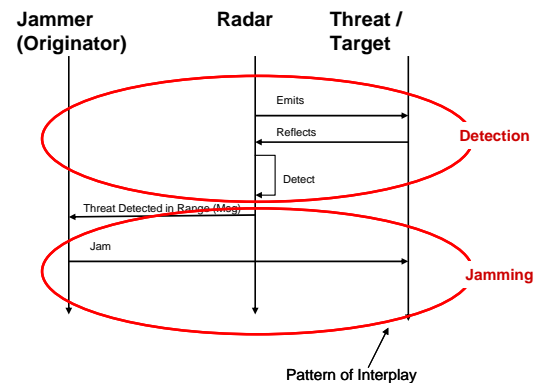 Jammer
(Originator)
Radar
Threat /
Target
Emits
Reflects
Detection
Detect
Threat Detected in Range (Msg)
Jam
Jamming
Pattern of Interplay